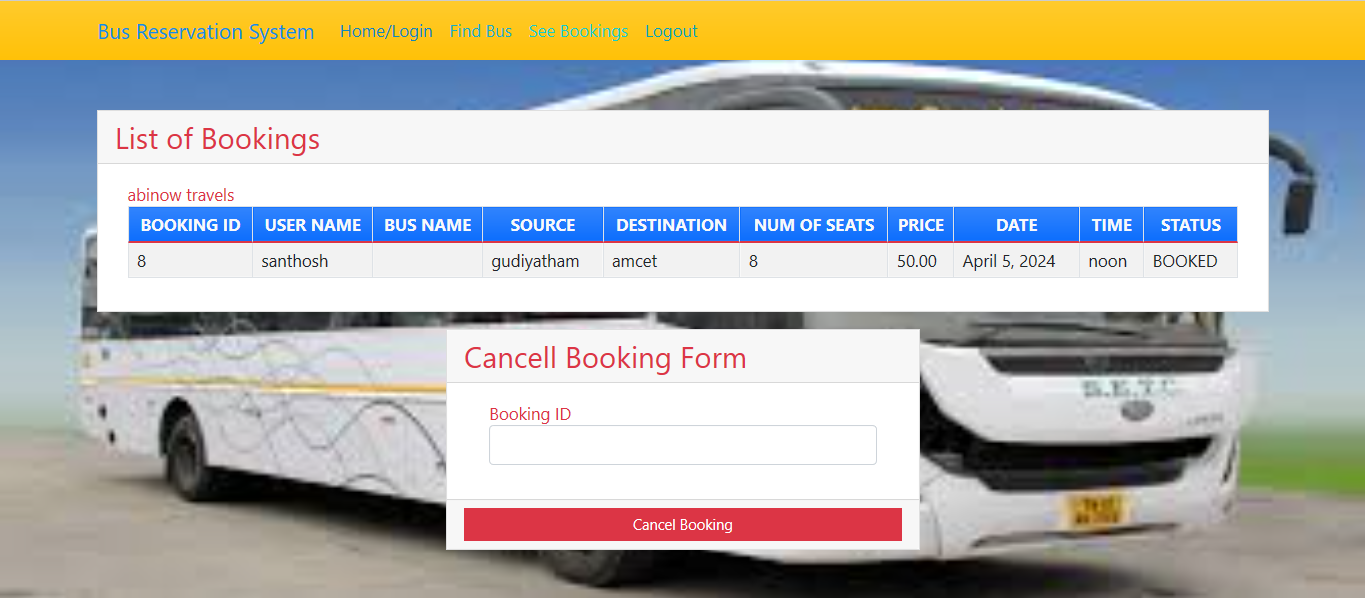 Bus Reservation System Home/Login Find Bus See Bookings Logout
List of Bookings
abinow travels
BOOKING ID USER NAME BUS NAME SOURCE DESTINATION NUM OF SEATS PRICE DATE TIME STATUS
8 santhosh gudiyatham amcet 8 50.00 April 5, 2024 noon BOOKED
Cancell Booking Form
S.E.T.C
Booking ID
Cancel Booking